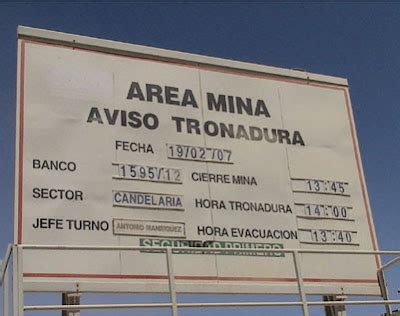 AREA MINA
AVISO TRONADURA
FECHA 19/02/07
BANCO 1595/12 CIERRE MINA 13:45
SECTOR CANDELARIA HORA TRONADURA 14:00
JEFE TURNO ANTONIO HORA EVACUACION 13:40
SEGURIDAD PRIMERO